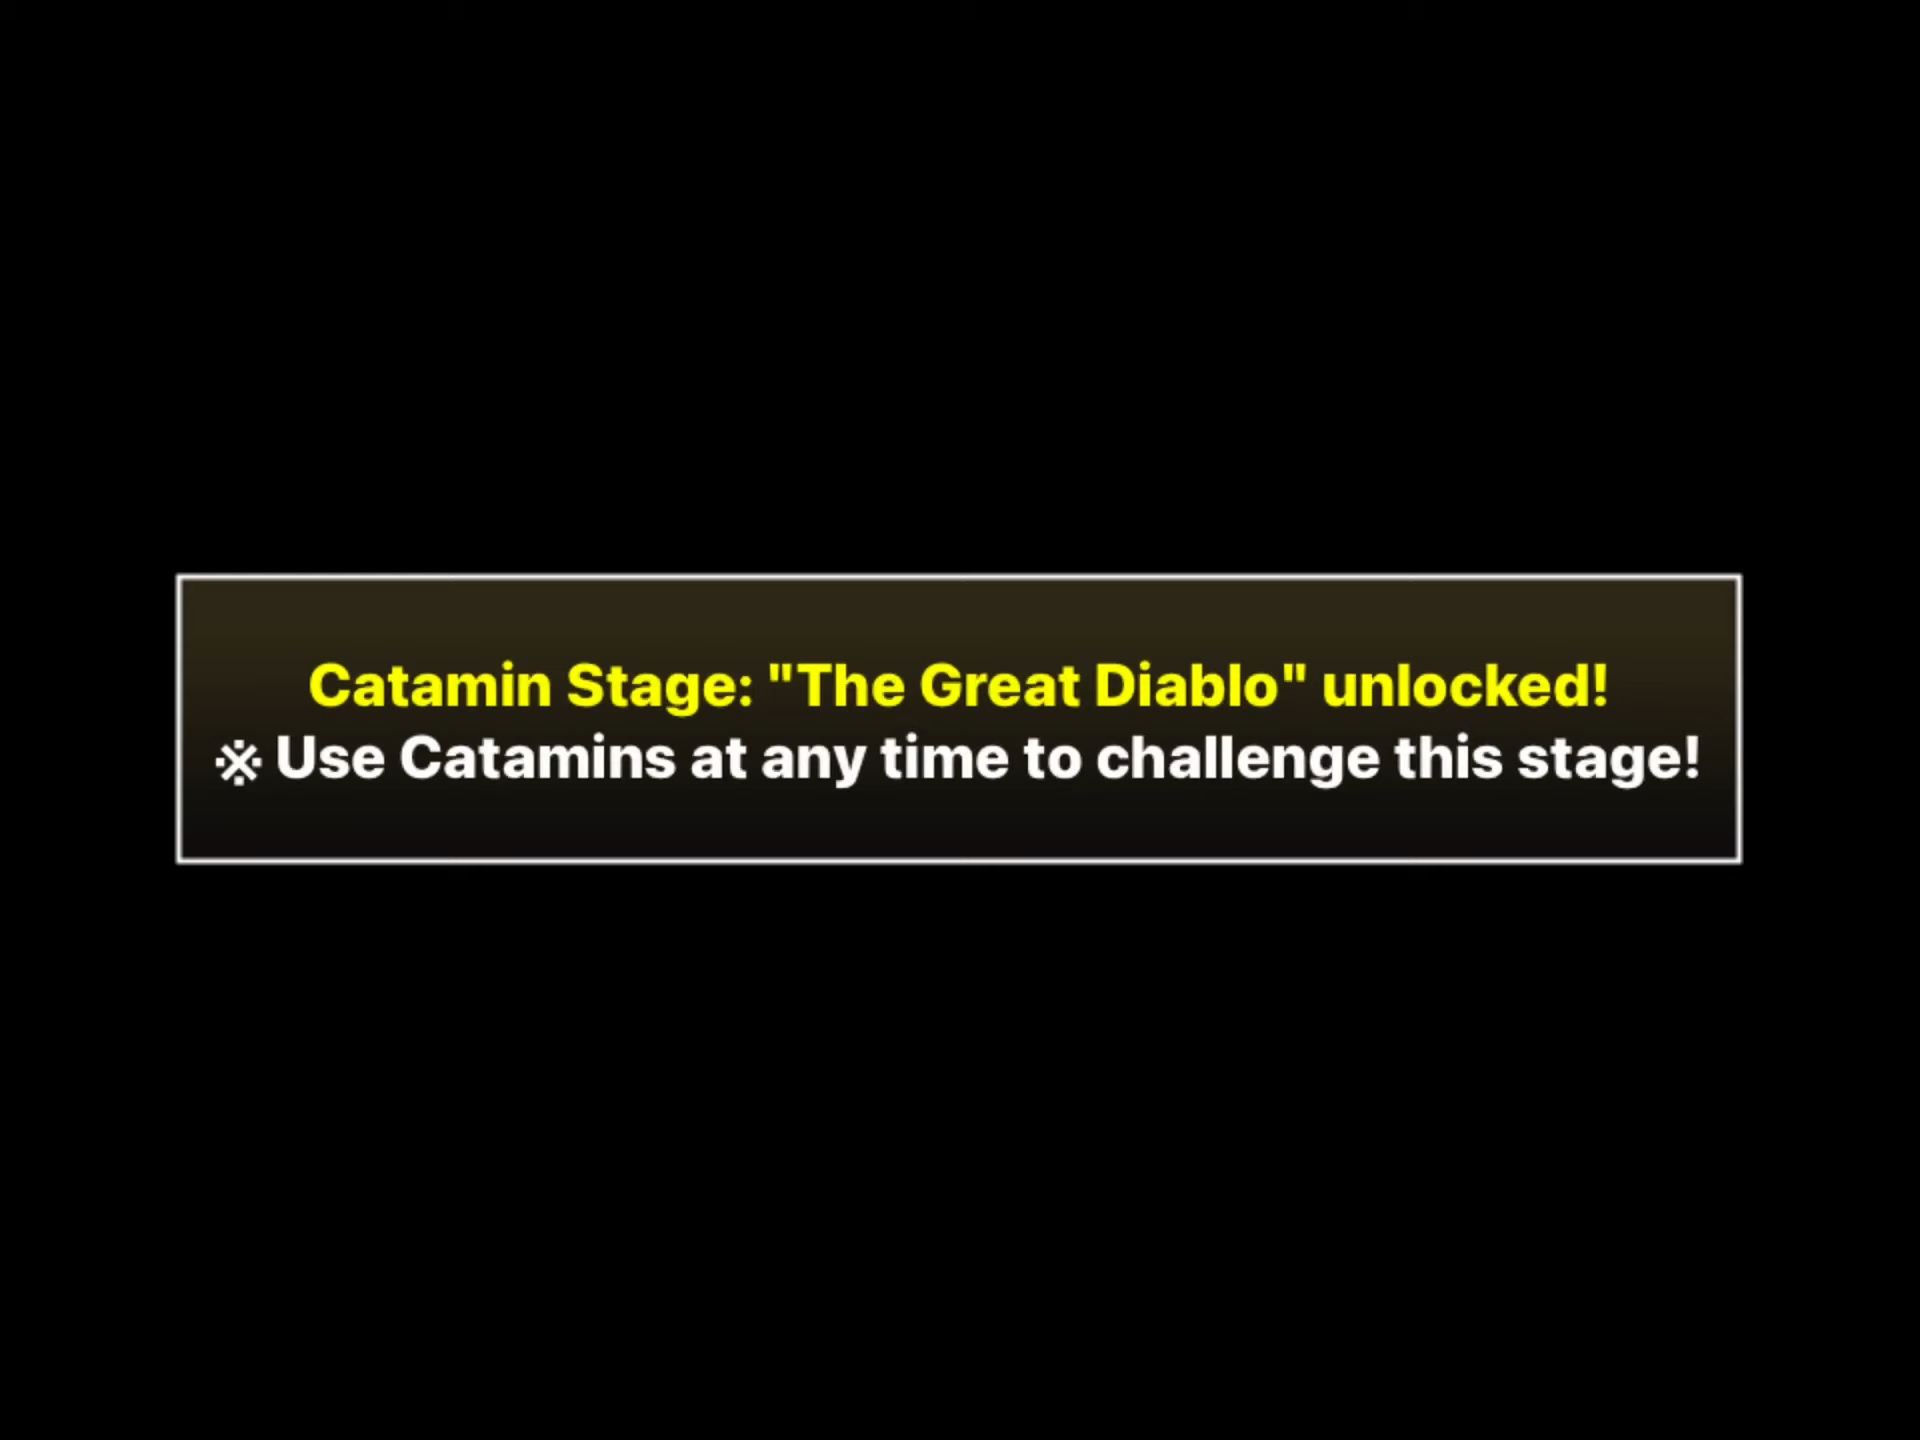 Catamin Stage: "The Great Diablo" unlocked!
※ Use Catamins at any time to challenge this stage!